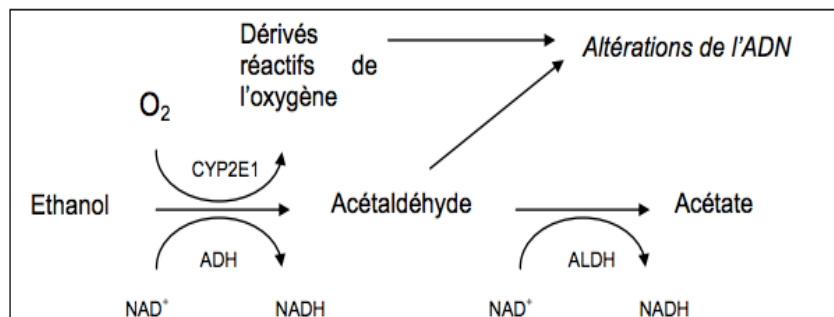 Dérivés
réactifs de
l'oxygène
Altérations de l'ADN
O₂
CYP2E1
Ethanol
Acétaldéhyde
Acétate
ADH
ALDH
NAD⁺
NADH
NAD⁺
NADH